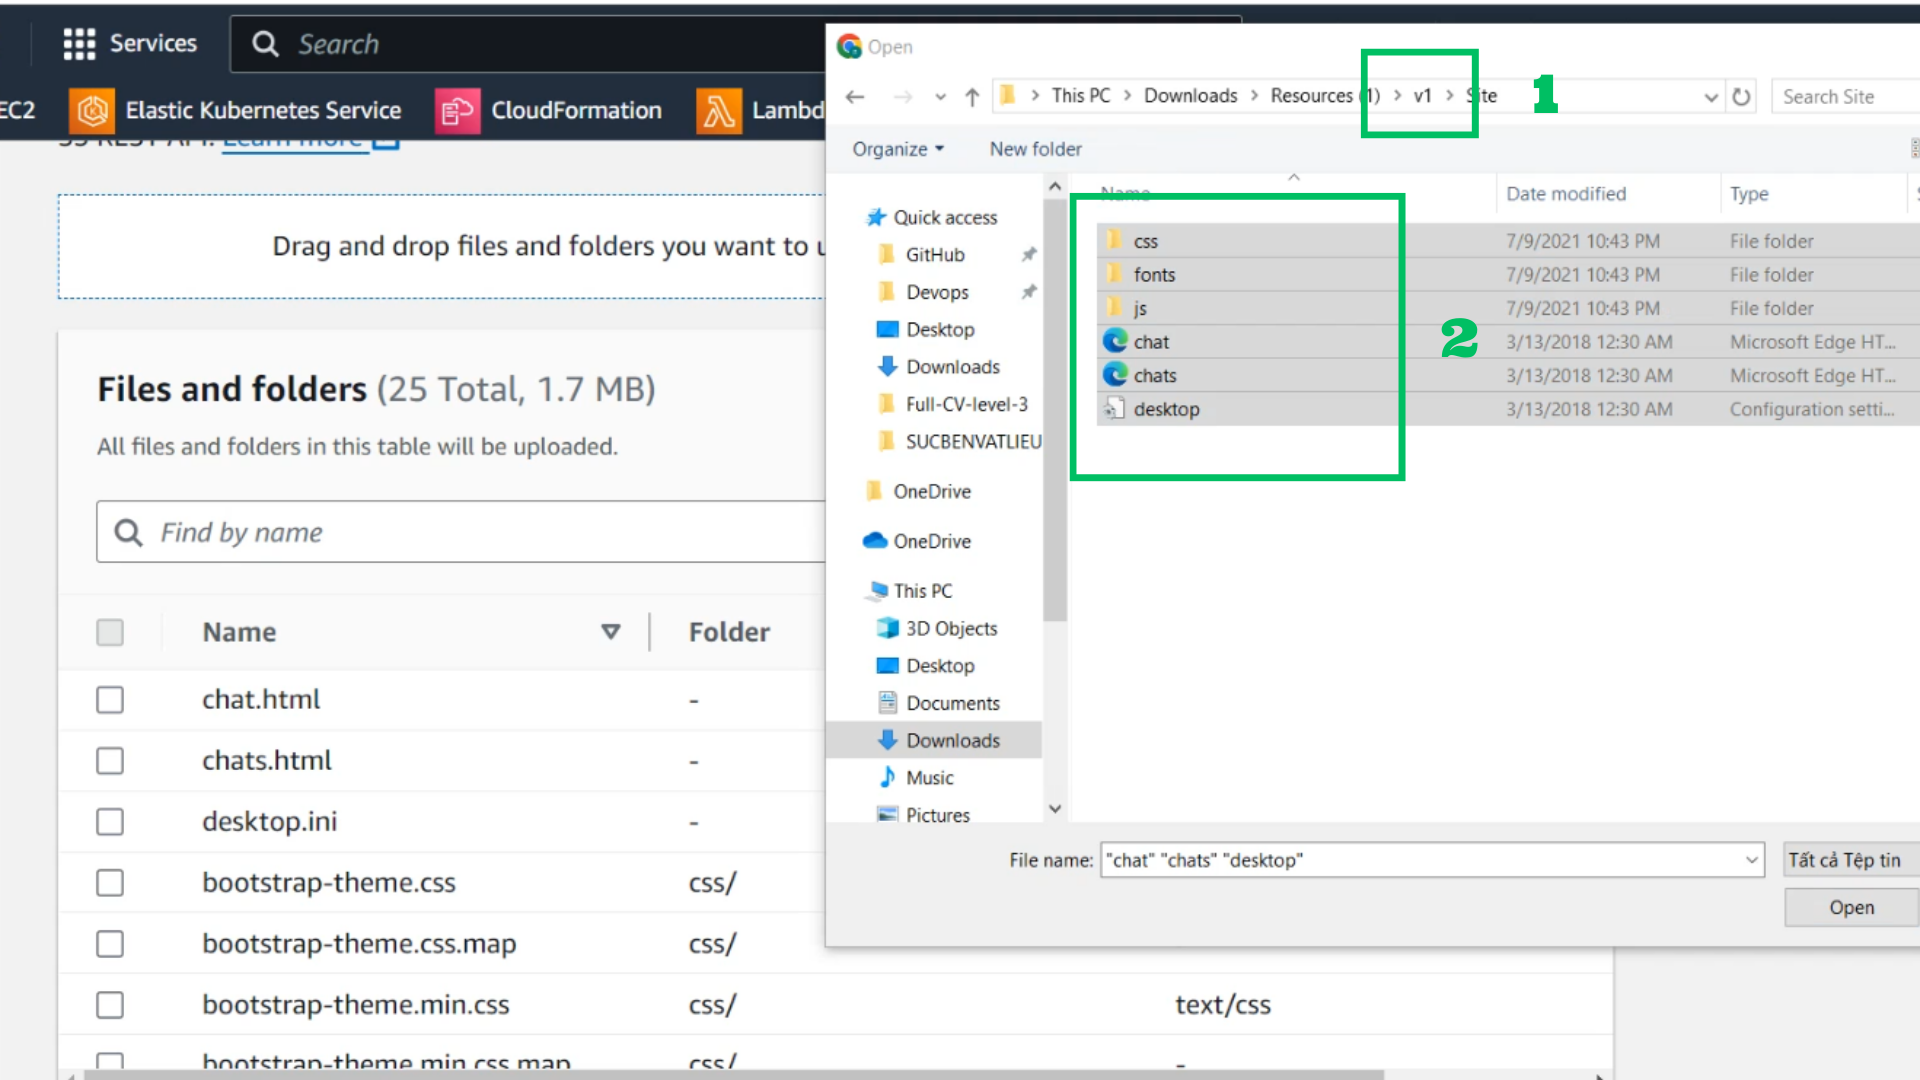 Services
Search
EC2
Elastic Kubernetes Service
CloudFormation
Lambd
S3 REST API. Learn more
Drag and drop files and folders you want to u
Files and folders (25 Total, 1.7 MB)
All files and folders in this table will be uploaded.
Find by name
Name Folder
chat.html -
chats.html -
desktop.ini -
bootstrap-theme.css css/
bootstrap-theme.css.map css/
bootstrap-theme.min.css css/ text/css
bootstrap-theme.min.css.map css/ -
Open
This PC > Downloads > Resources (1) > v1 > Site
1
Search Site
Organize
New folder
Quick access
GitHub
Devops
Desktop
Downloads
Full-CV-level-3
SUCBENVATLIEU
OneDrive
OneDrive
This PC
3D Objects
Desktop
Documents
Downloads
Music
Pictures
Name Date modified Type
css 7/9/2021 10:43 PM File folder
fonts 7/9/2021 10:43 PM File folder
js 7/9/2021 10:43 PM File folder
chat 3/13/2018 12:30 AM Microsoft Edge HT...
chats 3/13/2018 12:30 AM Microsoft Edge HT...
desktop 3/13/2018 12:30 AM Configuration setti...
2
File name: "chat" "chats" "desktop"
Tất cả Tệp tin
Open